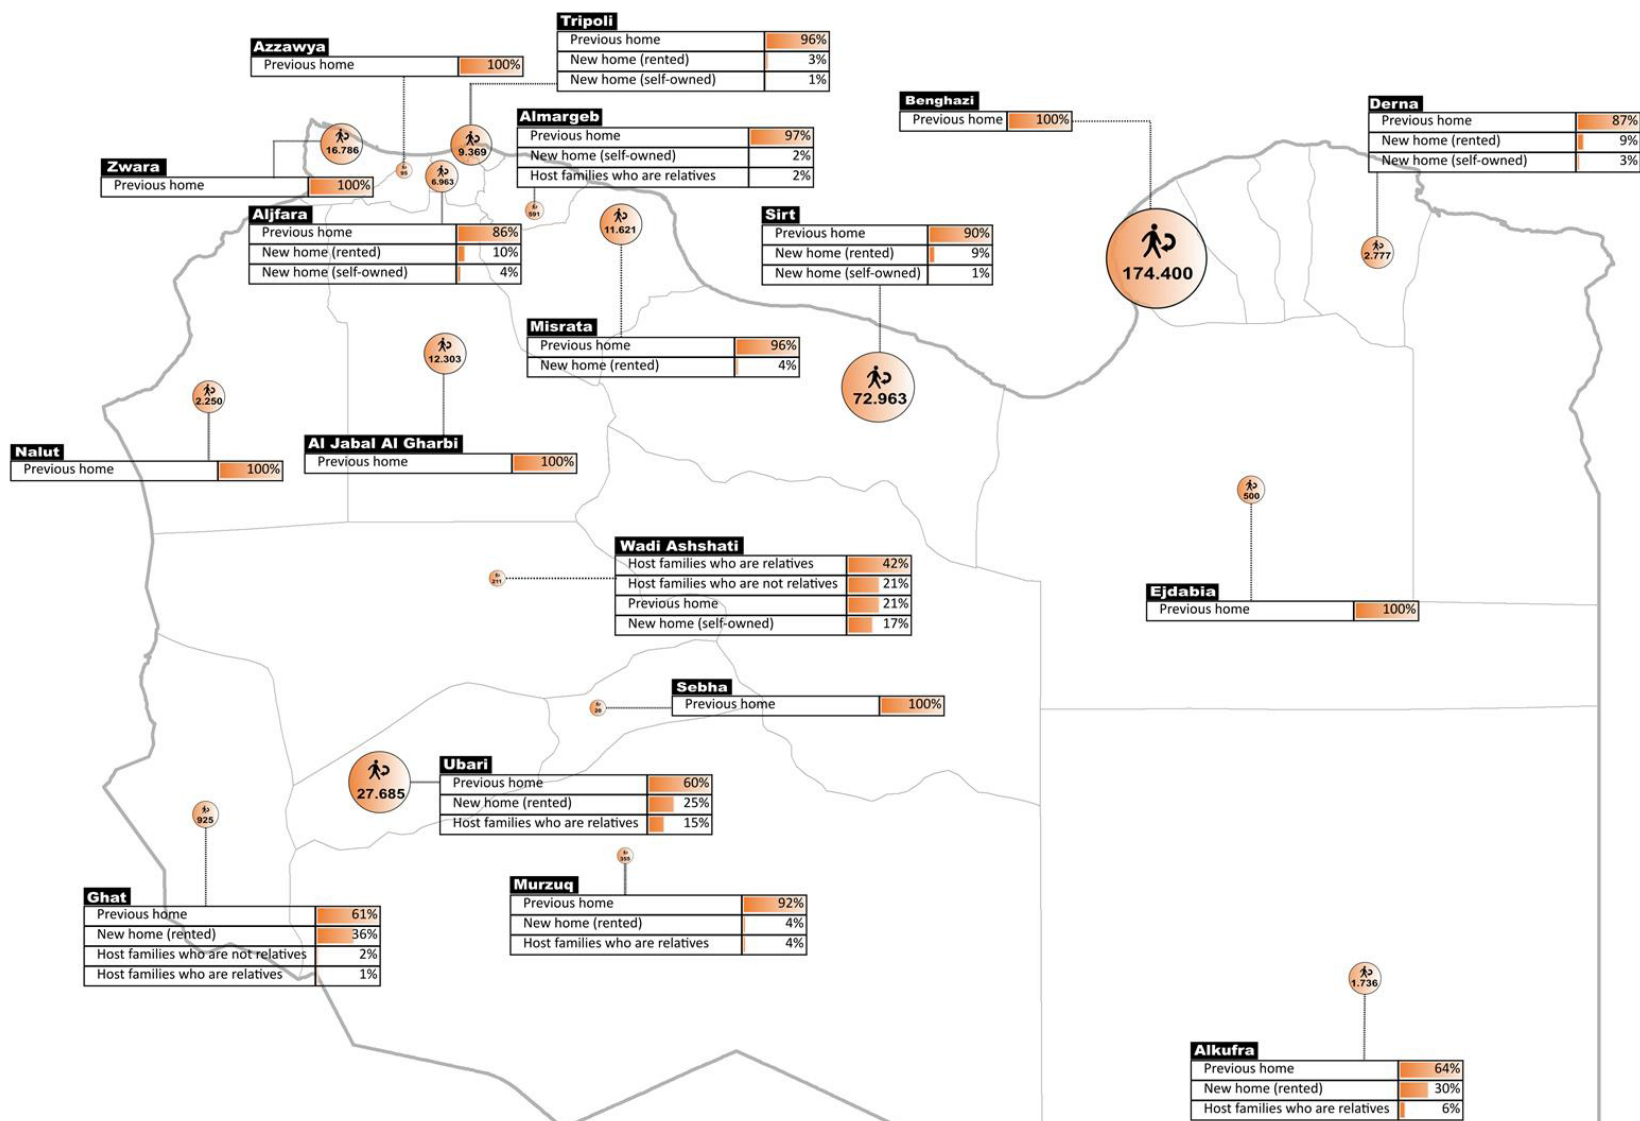 Tripoli
Previous home 96%
New home (rented) 3%
New home (self-owned) 1%
Azzawya
Previous home 100%
Benghazi
Previous home 100%
Derna
Previous home 87%
New home (rented) 9%
New home (self-owned) 3%
Almargeb
Previous home 97%
New home (self-owned) 2%
Host families who are relatives 2%
16.786
9.369
96
6.963
591
Zwara
Previous home 100%
Aljfara
Previous home 86%
New home (rented) 10%
New home (self-owned) 4%
11.621
Sirt
Previous home 90%
New home (rented) 9%
New home (self-owned) 1%
174.400
2.777
Misrata
Previous home 96%
New home (rented) 4%
12.303
72.963
2.250
Nalut
Previous home 100%
Al Jabal Al Gharbi
Previous home 100%
500
Wadi Ashshati
Host families who are relatives 42%
Host families who are not relatives 21%
Previous home 21%
New home (self-owned) 17%
211
Ejdabia
Previous home 100%
Sebha
Previous home 100%
20
Ubari
Previous home 60%
New home (rented) 25%
Host families who are relatives 15%
27.685
925
355
Ghat
Previous home 61%
New home (rented) 36%
Host families who are not relatives 2%
Host families who are relatives 1%
Murzuq
Previous home 92%
New home (rented) 4%
Host families who are relatives 4%
1.736
Alkufra
Previous home 64%
New home (rented) 30%
Host families who are relatives 6%